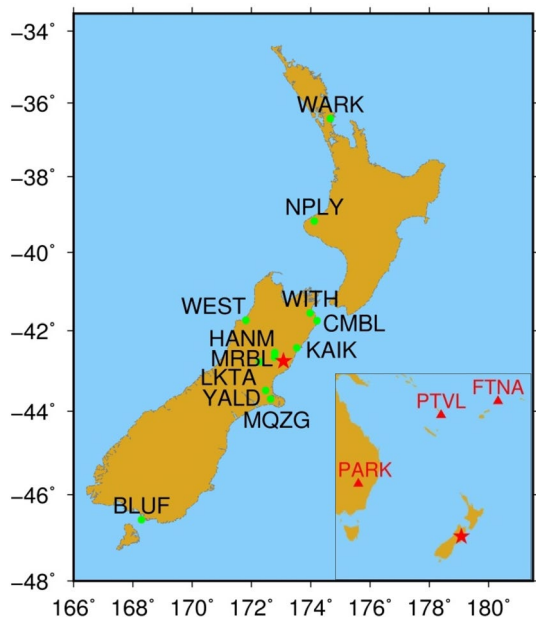 −34°
−36°
−38°
−40°
−42°
−44°
−46°
−48°
166° 168° 170° 172° 174° 176° 178° 180°
WARK
NPLY
WEST WITH
CMBL
HANM KAIK
MRBL
LKTA
YALD
MQZG
BLUF
FTNA
PTVL
PARK